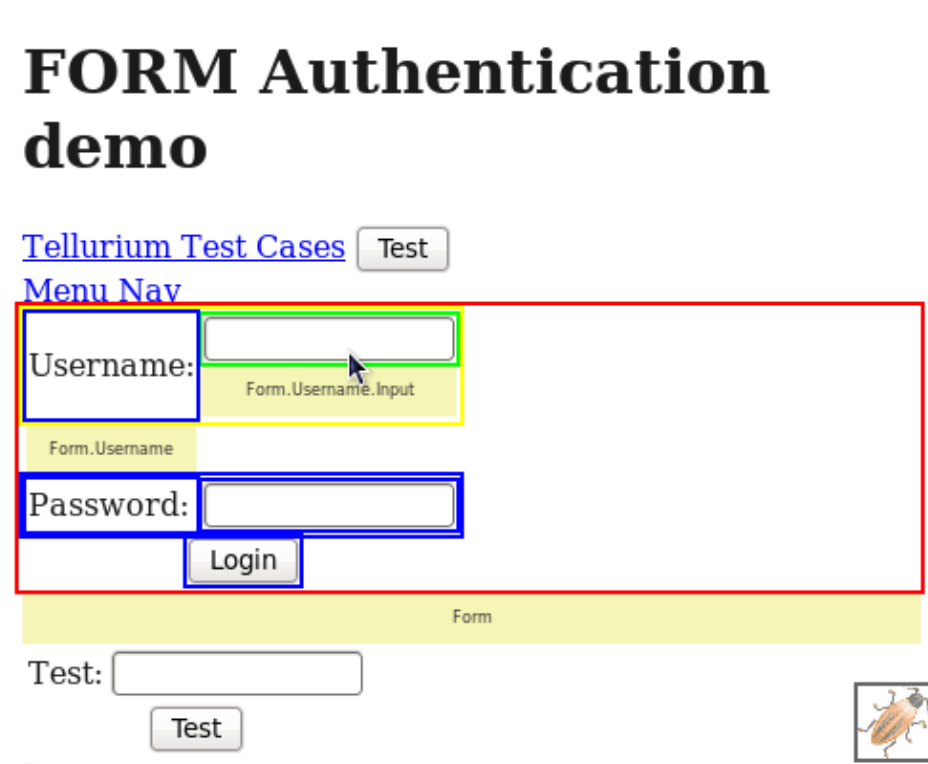 FORM Authentication
demo
Tellurium Test Cases Test
Menu Nav
Username:
Form.Username.Input
Form.Username
Password:
Login
Form
Test:
Test